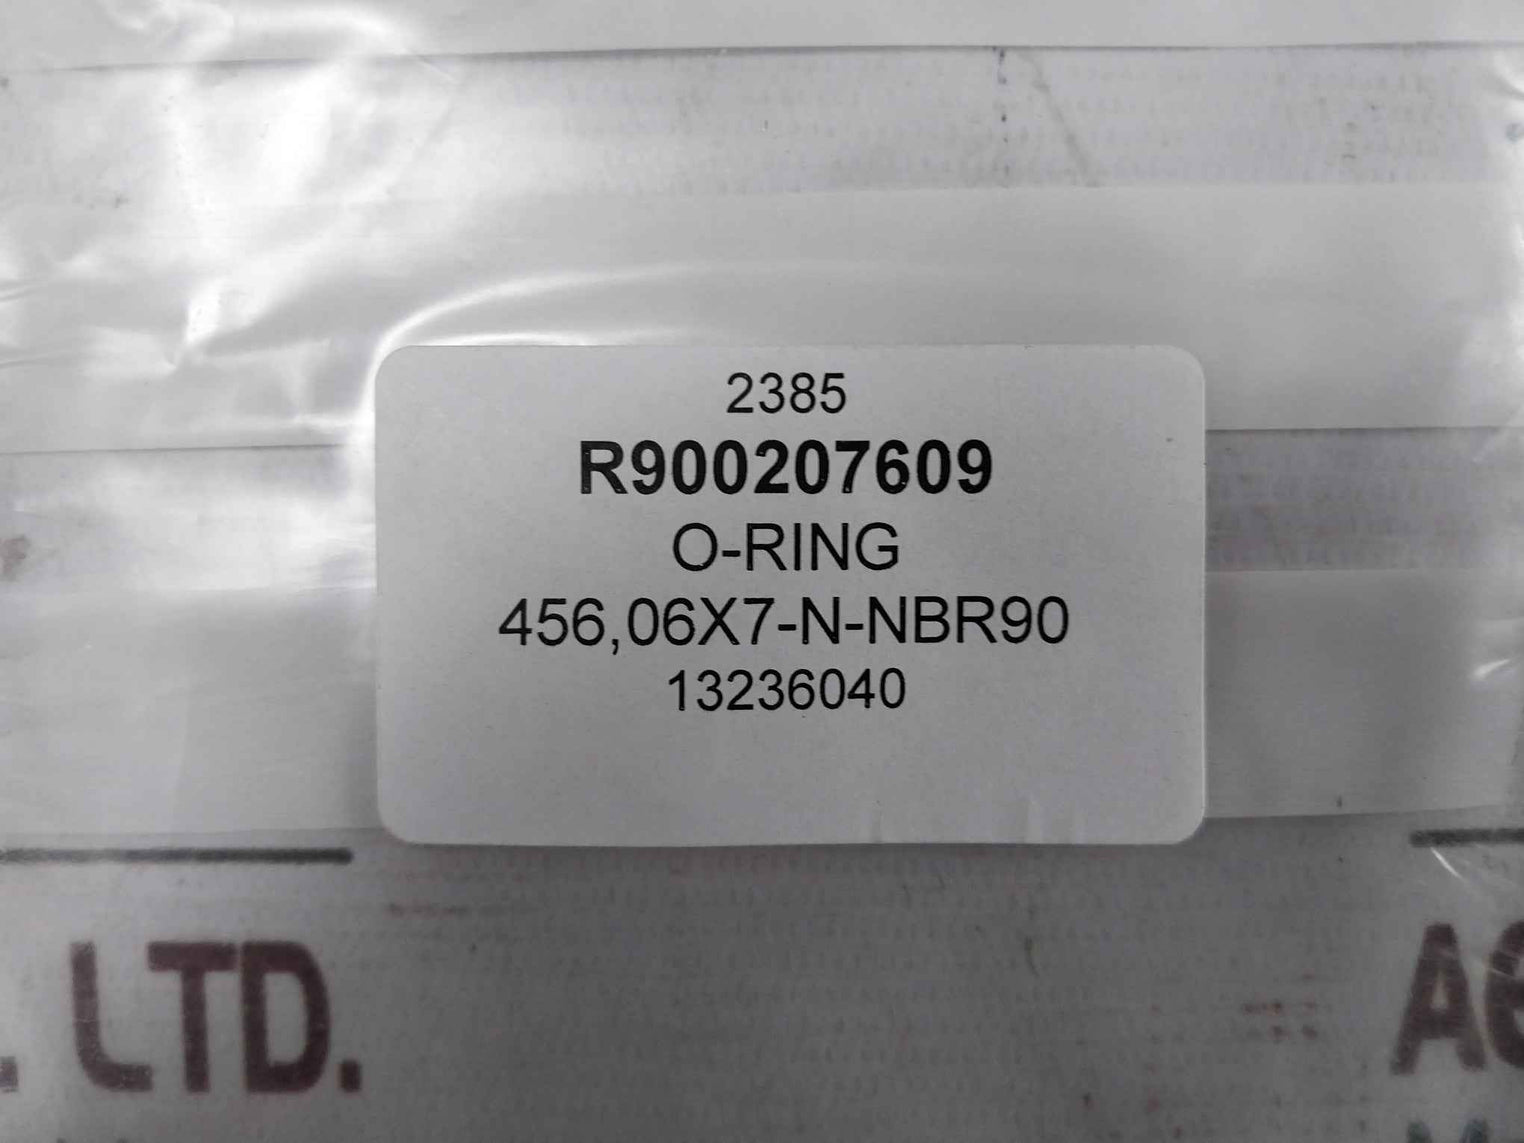 2385
R900207609
O-RING
456,06X7-N-NBR90
13236040
. LTD.